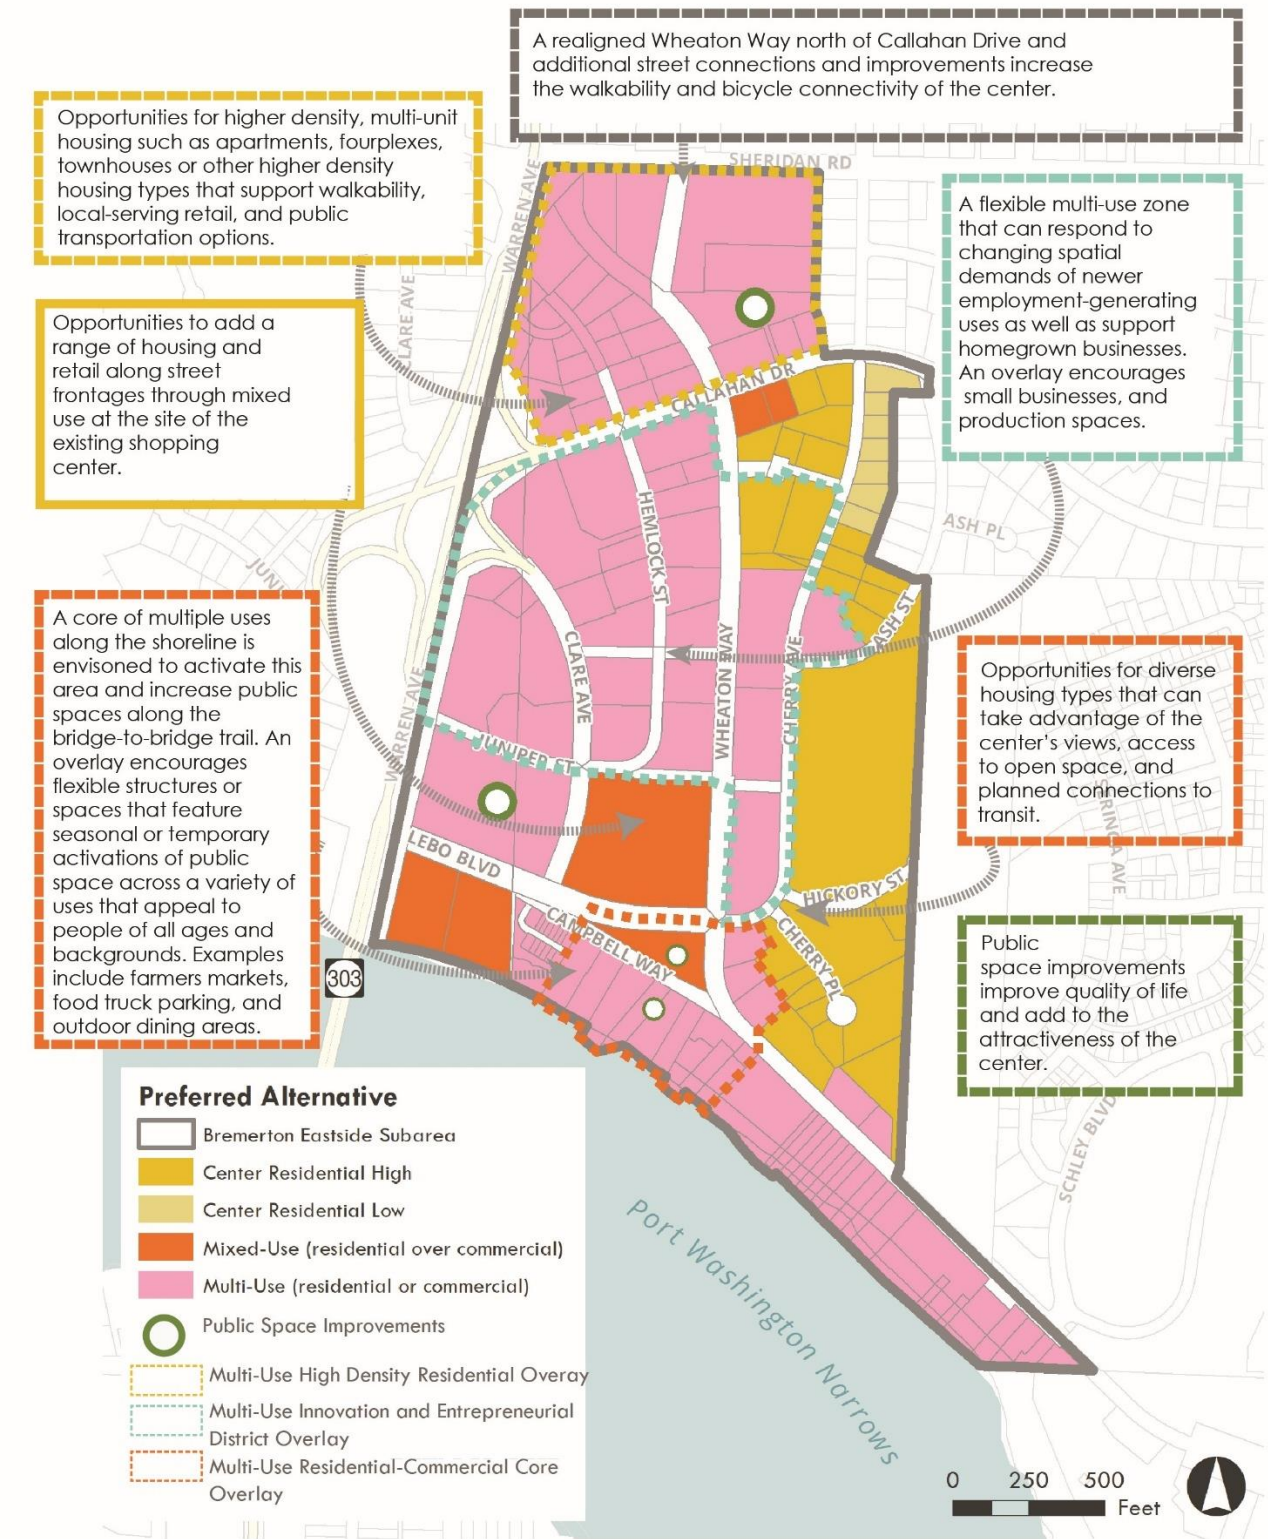 A realigned Wheaton Way north of Callahan Drive and
additional street connections and improvements increase
the walkability and bicycle connectivity of the center.
Opportunities for higher density, multi-unit
housing such as apartments, fourplexes,
townhouses or other higher density
housing types that support walkability,
local-serving retail, and public
transportation options.
Opportunities to add a
range of housing and
retail along street
frontages through mixed
use at the site of the
existing shopping
center.
A flexible multi-use zone
that can respond to
changing spatial
demands of newer
employment-generating
uses as well as support
homegrown businesses.
An overlay encourages
small businesses, and
production spaces.
A core of multiple uses
along the shoreline is
envisoned to activate this
area and increase public
spaces along the
bridge-to-bridge trail. An
overlay encourages
flexible structures or
spaces that feature
seasonal or temporary
activations of public
space across a variety of
uses that appeal to
people of all ages and
backgrounds. Examples
include farmers markets,
food truck parking, and
outdoor dining areas.
Opportunities for diverse
housing types that can
take advantage of the
center's views, access
to open space, and
planned connections to
transit.
Public
space improvements
improve quality of life
and add to the
attractiveness of the
center.
SHERIDAN RD
WARREN AVE
CLARE AVE
CALLAHAN DR
HEMLOCK ST
ASH PL
ASH ST
CLARE AVE
WHEATON WAY
CHERRY AVE
WARREN AVE
JUNIPER ST
LEBO BLVD
CAMPBELL WAY
HICKORY ST
CHERRY PL
SCHLEY BLVD
303
Port Washington Narrows
Preferred Alternative
Bremerton Eastside Subarea
Center Residential High
Center Residential Low
Mixed-Use (residential over commercial)
Multi-Use (residential or commercial)
Public Space Improvements
Multi-Use High Density Residential Overay
Multi-Use Innovation and Entrepreneurial
District Overlay
Multi-Use Residential-Commercial Core
Overlay
0 250 500
Feet